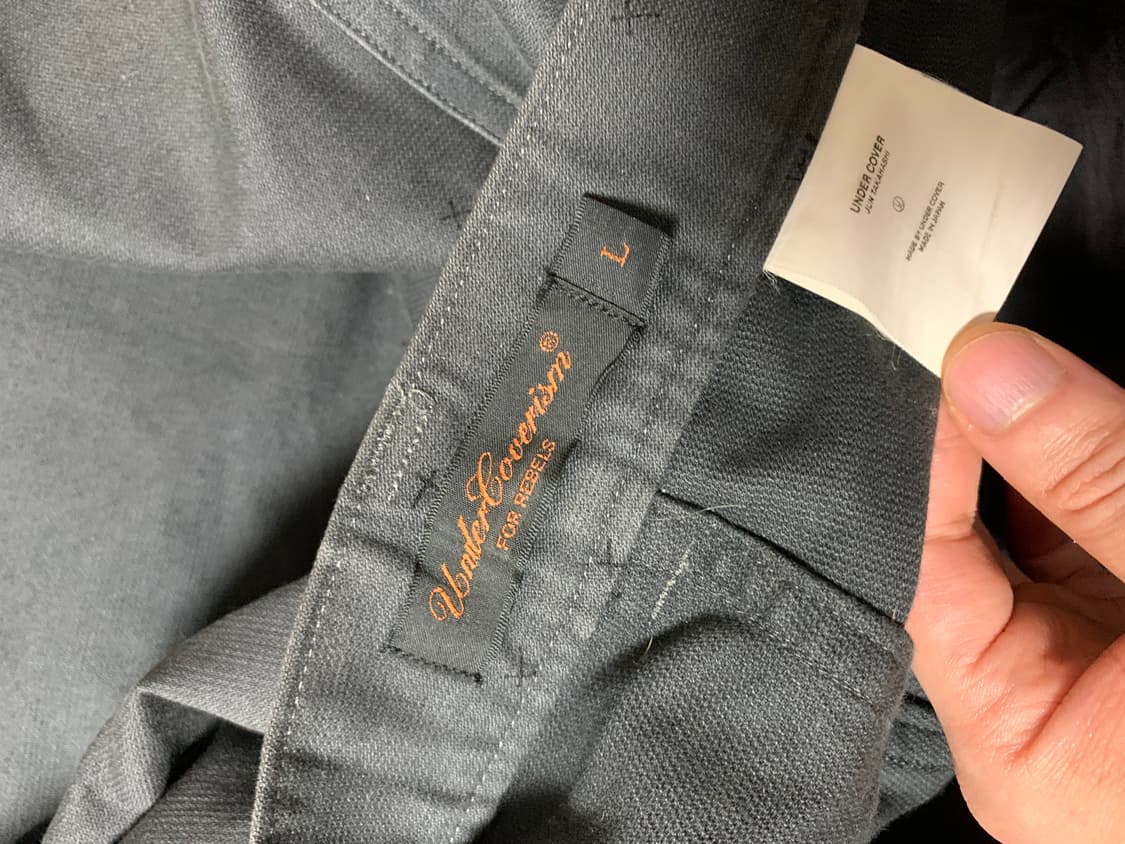 L
UnderCoverism®
FOR REBELS
UNDER COVER
JUN TAKAHASHI
U
MADE BY UNDER COVER
MADE IN JAPAN